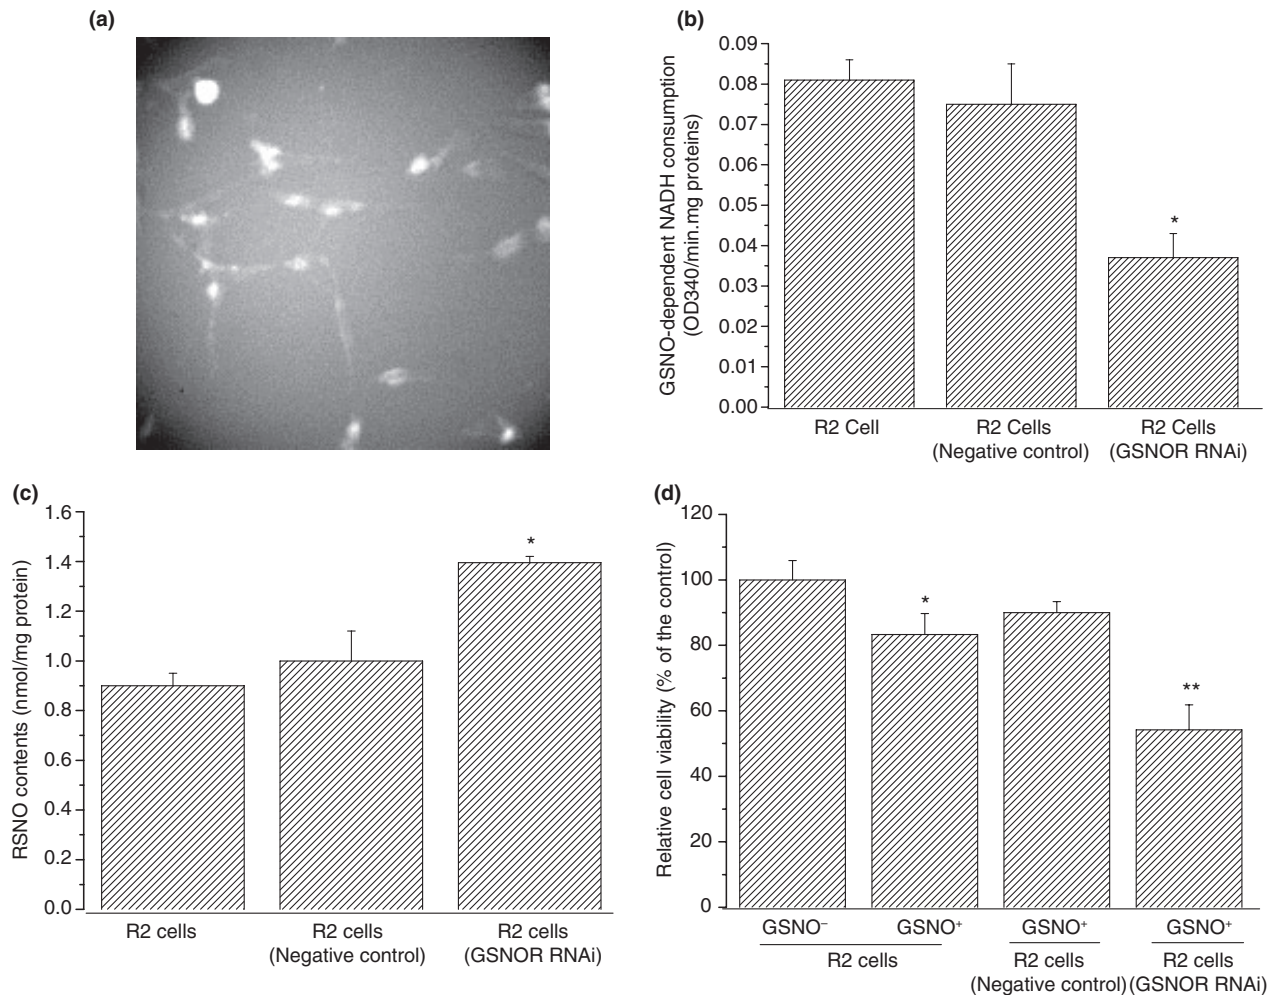 (a)
(b)
0.09
0.08
0.07
0.06
0.05
0.04
0.03
0.02
0.01
0.00
GSNO-dependent NADH consumption
(OD340/min.mg proteins)
*
R2 Cell
R2 Cells
(Negative control)
R2 Cells
(GSNOR RNAi)
(c)
1.6
1.4
1.2
1.0
0.8
0.6
0.4
0.2
0.0
RSNO contents (nmol/mg protein)
*
R2 cells
R2 cells
(Negative control)
R2 cells
(GSNOR RNAi)
(d)
120
100
80
60
40
20
0
Relative cell viability (% of the control)
*
**
GSNO⁻
GSNO⁺
GSNO⁺
GSNO⁺
R2 cells
R2 cells
(Negative control)
R2 cells
(GSNOR RNAi)